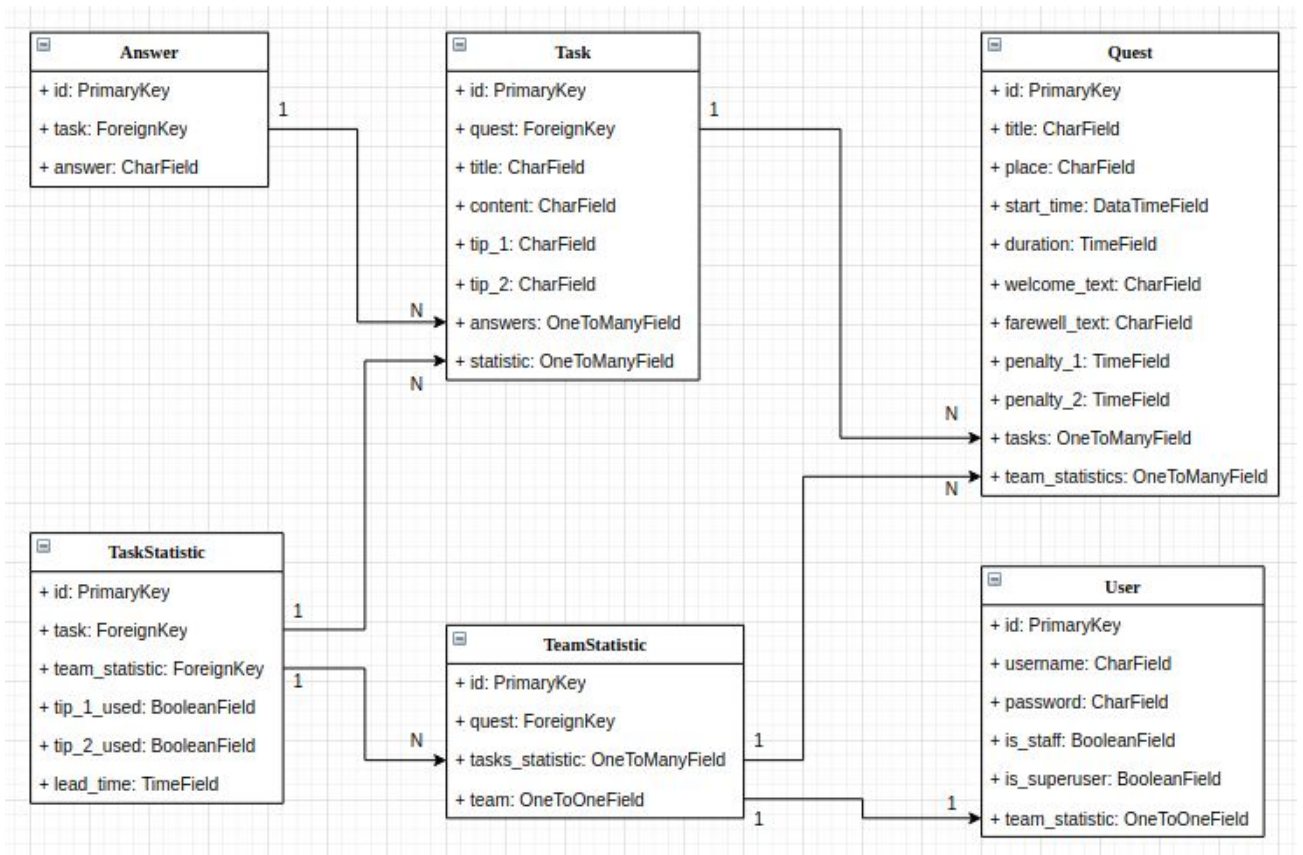 Answer
+ id: PrimaryKey
+ task: ForeignKey
+ answer: CharField
1
Task
+ id: PrimaryKey
+ quest: ForeignKey
+ title: CharField
+ content: CharField
+ tip_1: CharField
+ tip_2: CharField
+ answers: OneToManyField
+ statistic: OneToManyField
1
N
N
Quest
+ id: PrimaryKey
+ title: CharField
+ place: CharField
+ start_time: DataTimeField
+ duration: TimeField
+ welcome_text: CharField
+ farewell_text: CharField
+ penalty_1: TimeField
+ penalty_2: TimeField
+ tasks: OneToManyField
+ team_statistics: OneToManyField
N
N
TaskStatistic
+ id: PrimaryKey
+ task: ForeignKey
+ team_statistic: ForeignKey
+ tip_1_used: BooleanField
+ tip_2_used: BooleanField
+ lead_time: TimeField
1
1
N
TeamStatistic
+ id: PrimaryKey
+ quest: ForeignKey
+ tasks_statistic: OneToManyField
+ team: OneToOneField
1
1
1
User
+ id: PrimaryKey
+ username: CharField
+ password: CharField
+ is_staff: BooleanField
+ is_superuser: BooleanField
+ team_statistic: OneToOneField